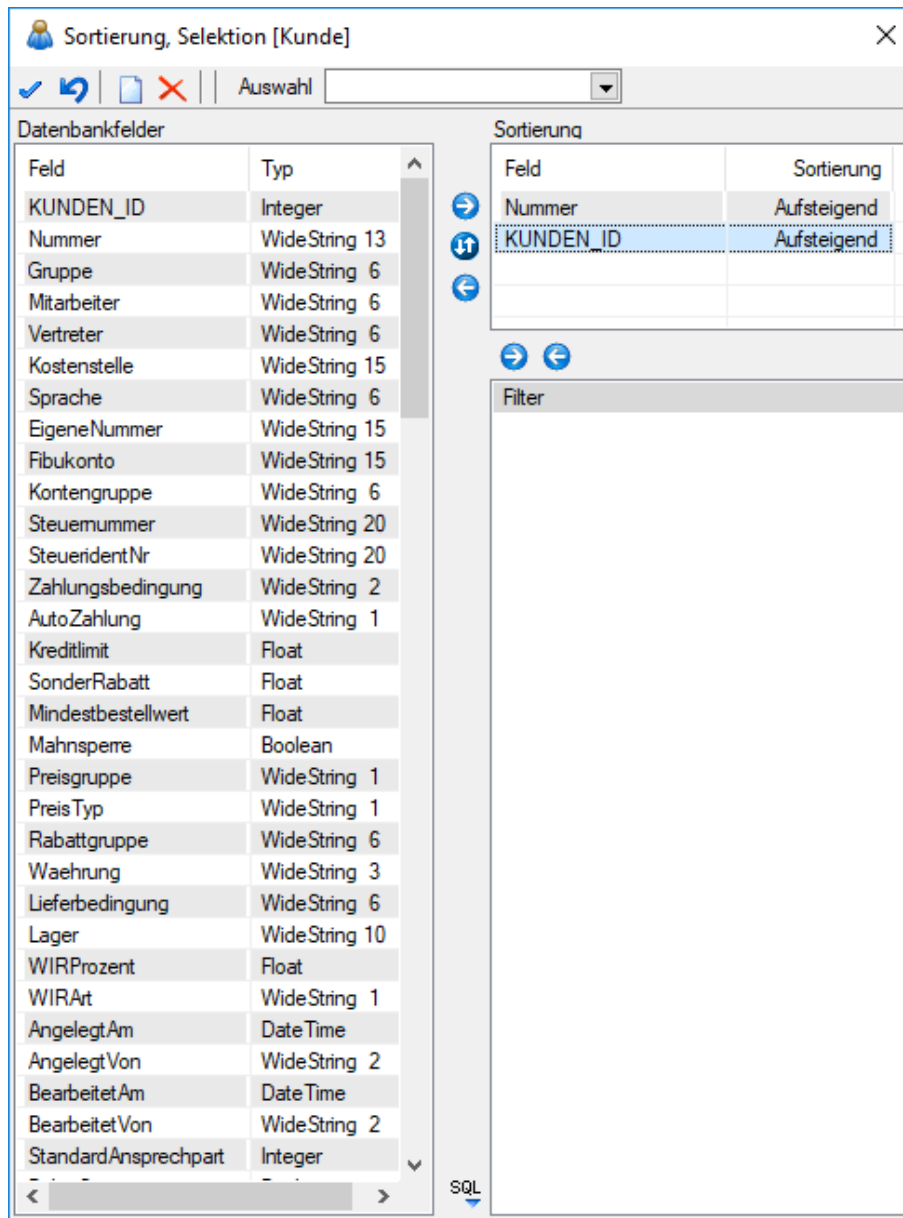 Sortierung, Selektion [Kunde]
Auswahl
Datenbankfelder
Feld Typ
KUNDEN_ID Integer
Nummer WideString 13
Gruppe WideString 6
Mitarbeiter WideString 6
Vertreter WideString 6
Kostenstelle WideString 15
Sprache WideString 6
EigeneNummer WideString 15
Fibukonto WideString 15
Kontengruppe WideString 6
Steuernummer WideString 20
SteueridentNr WideString 20
Zahlungsbedingung WideString 2
AutoZahlung WideString 1
Kreditlimit Float
SonderRabatt Float
Mindestbestellwert Float
Mahnsperre Boolean
Preisgruppe WideString 1
PreisTyp WideString 1
Rabattgruppe WideString 6
Waehrung WideString 3
Lieferbedingung WideString 6
Lager WideString 10
WIRProzent Float
WIRArt WideString 1
AngelegtAm DateTime
AngelegtVon WideString 2
BearbeitetAm DateTime
BearbeitetVon WideString 2
StandardAnsprechpart Integer
Sortierung
Feld Sortierung
Nummer Aufsteigend
KUNDEN_ID Aufsteigend
Filter
SQL